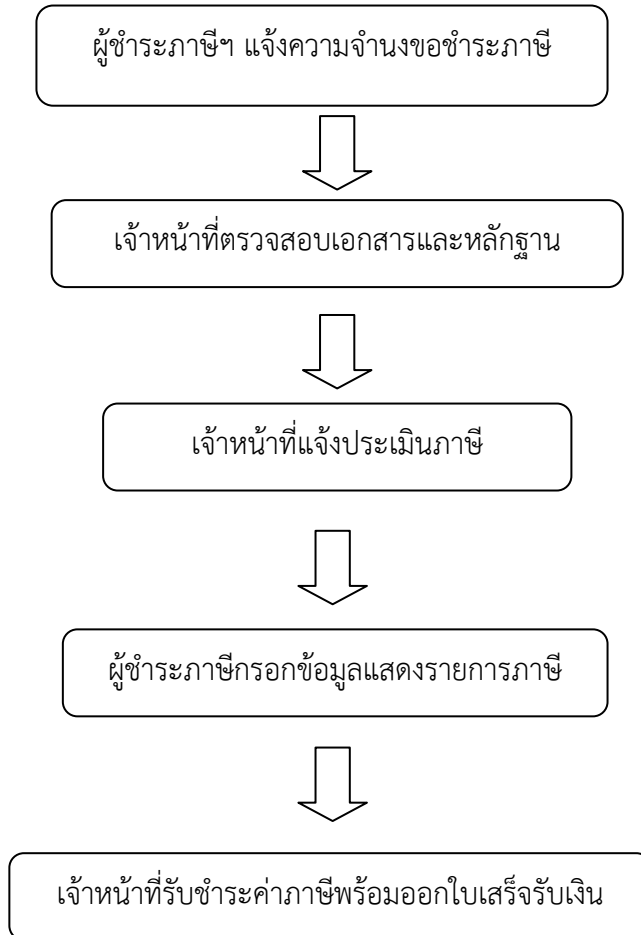 ผู้ชำระภาษีฯ แจ้งความจำนงขอชำระภาษี
เจ้าหน้าที่ตรวจสอบเอกสารและหลักฐาน
เจ้าหน้าที่แจ้งประเมินภาษี
ผู้ชำระภาษีกรอกข้อมูลแสดงรายการภาษี
เจ้าหน้าที่รับชำระค่าภาษีพร้อมออกใบเสร็จรับเงิน